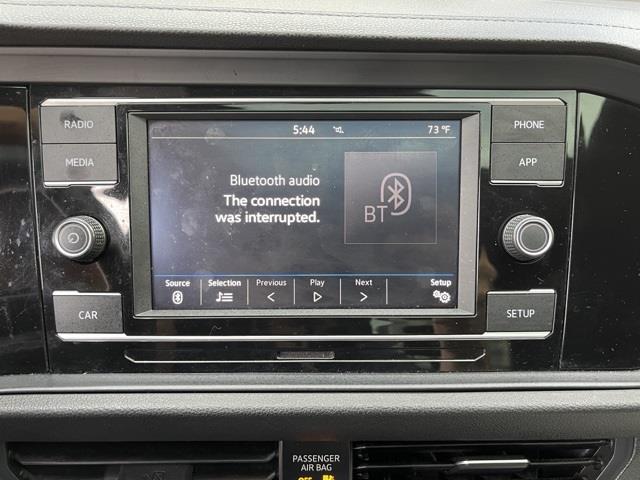 RADIO
MEDIA
5:44
73 °F
PHONE
APP
Bluetooth audio
The connection
was interrupted.
BT
Source
Selection
Previous
Play
Next
Setup
CAR
SETUP
PASSENGER
AIR BAG
OFF